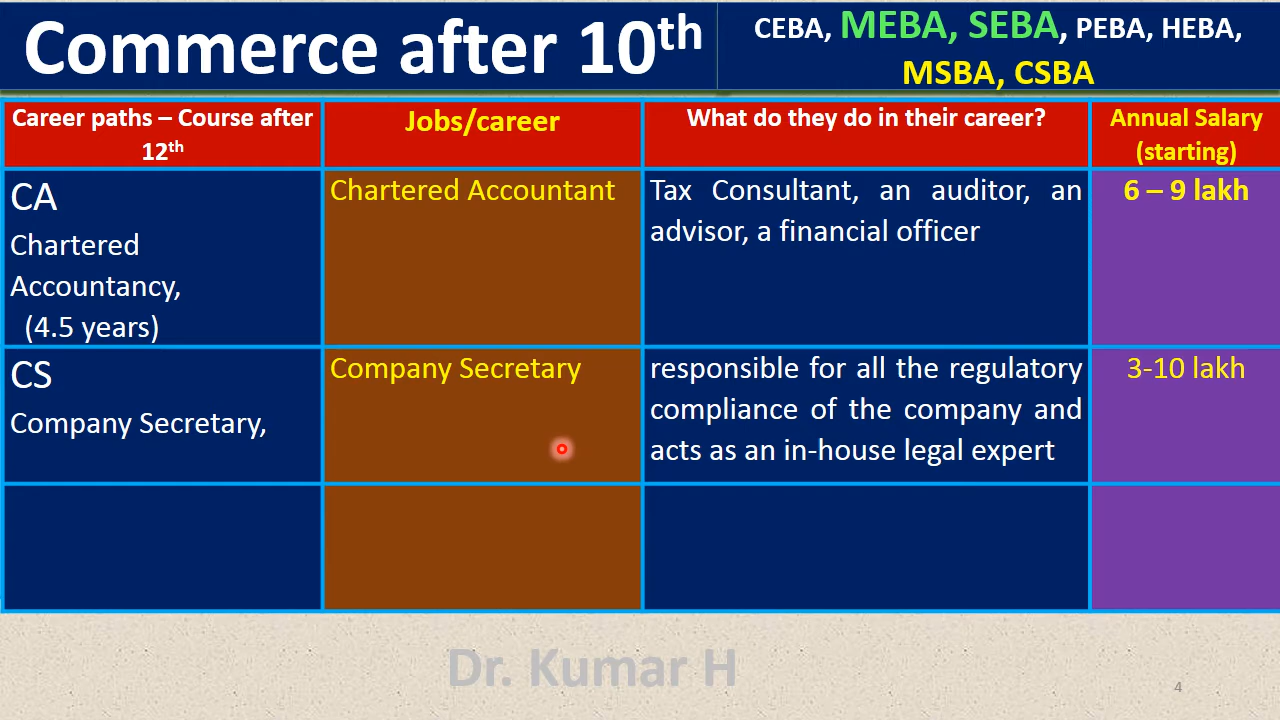 Commerce after 10th
CEBA, MEBA, SEBA, PEBA, HEBA,
MSBA, CSBA
Career paths – Course after
12th
Jobs/career
What do they do in their career?
Annual Salary
(starting)
CA
Chartered
Accountancy,
(4.5 years)
Chartered Accountant
Tax Consultant, an auditor, an
advisor, a financial officer
6 – 9 lakh
CS
Company Secretary,
Company Secretary
responsible for all the regulatory
compliance of the company and
acts as an in-house legal expert
3-10 lakh
Dr. Kumar H
4